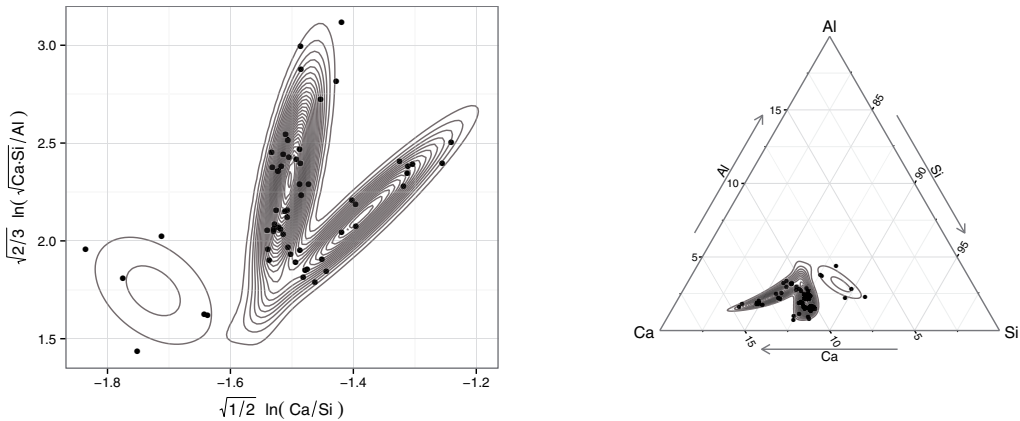 3.0
2.5
2.0
1.5
−1.8
−1.6
−1.4
−1.2
√1/2 ln( Ca/Si )
√2/3 ln( √Ca·Si/Al )
Al
15
10
5
85
90
95
Al
Si
Ca
Si
15
10
5
Ca